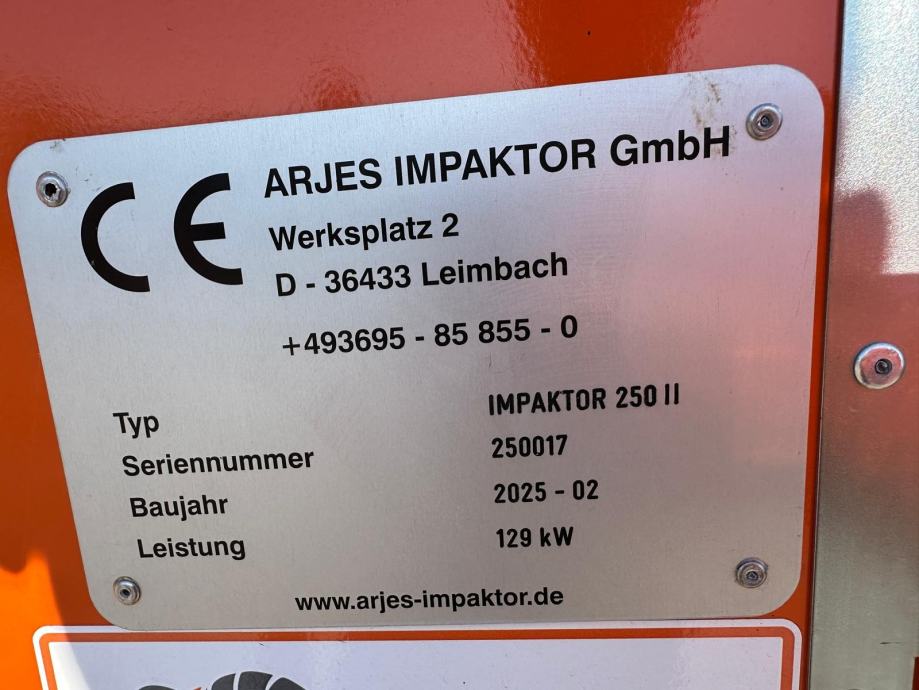 CE ARJES IMPAKTOR GmbH
Werksplatz 2
D - 36433 Leimbach
+493695 - 85 855 - 0
Typ IMPAKTOR 250 II
Seriennummer 250017
Baujahr 2025 - 02
Leistung 129 kW
www.arjes-impaktor.de